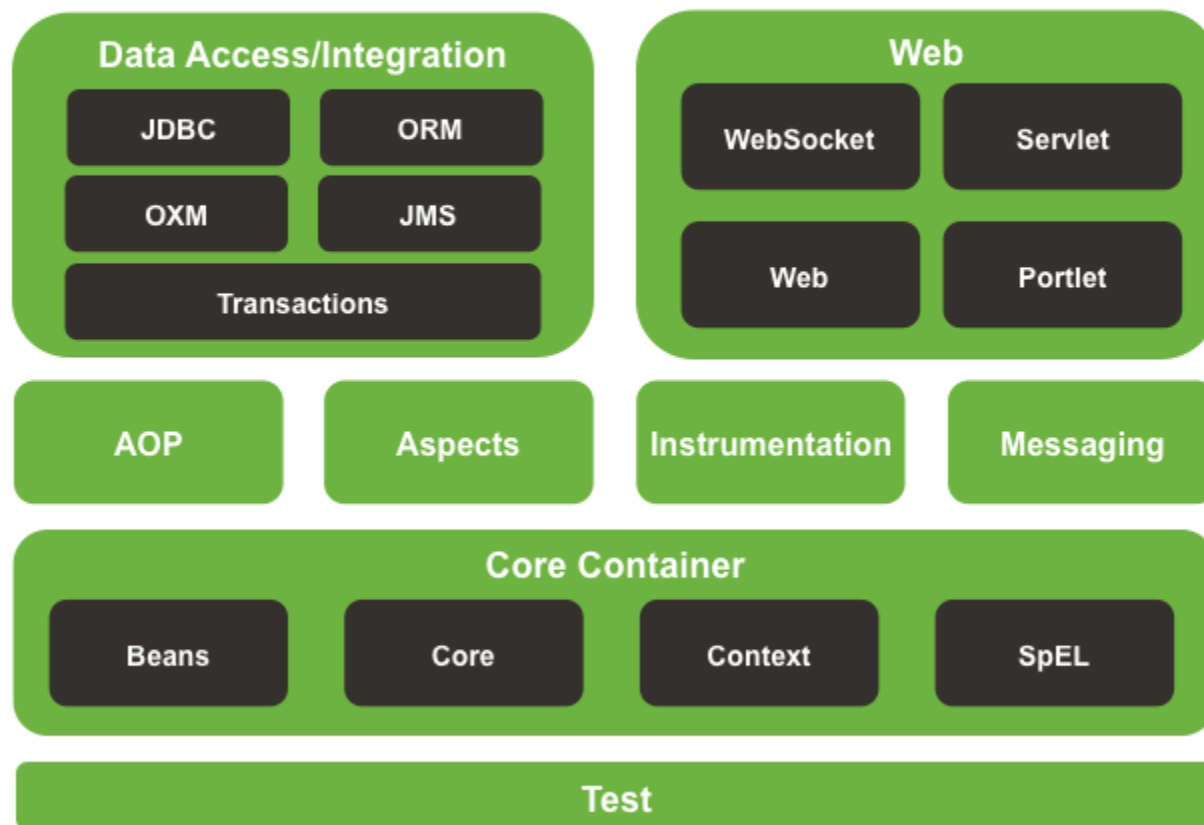 Data Access/Integration
JDBC
ORM
OXM
JMS
Transactions
Web
WebSocket
Servlet
Web
Portlet
AOP
Aspects
Instrumentation
Messaging
Core Container
Beans
Core
Context
SpEL
Test